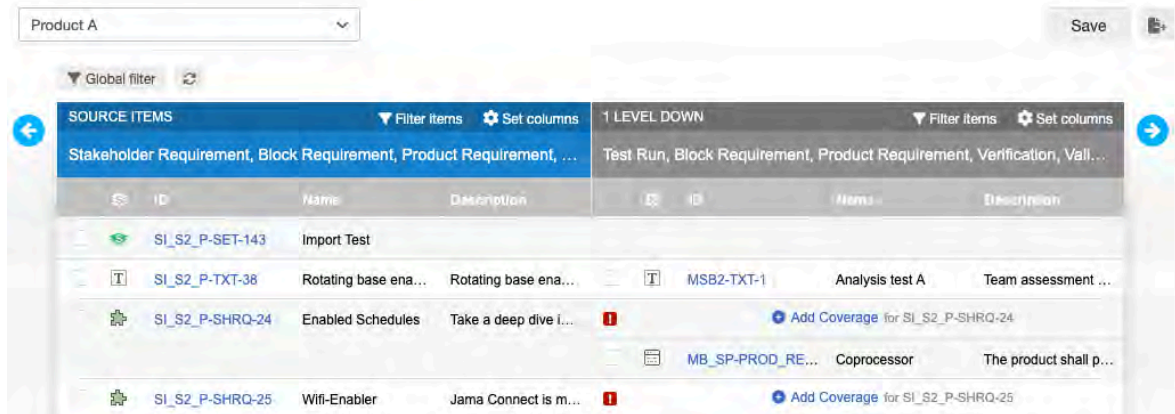 Product A Save
Global filter
SOURCE ITEMS Filter items Set columns 1 LEVEL DOWN Filter items Set columns
Stakeholder Requirement, Block Requirement, Product Requirement, ... Test Run, Block Requirement, Product Requirement, Verification, Vali...
ID Name Description ID Name Description
SI_S2_P-SET-143 Import Test
T SI_S2_P-TXT-38 Rotating base ena... Rotating base ena... T MSB2-TXT-1 Analysis test A Team assessment ...
SI_S2_P-SHRQ-24 Enabled Schedules Take a deep dive i... ! Add Coverage for SI_S2_P-SHRQ-24
MB_SP-PROD_RE... Coprocessor The product shall p...
SI_S2_P-SHRQ-25 Wifi-Enabler Jama Connect is m... ! Add Coverage for SI_S2_P-SHRQ-25